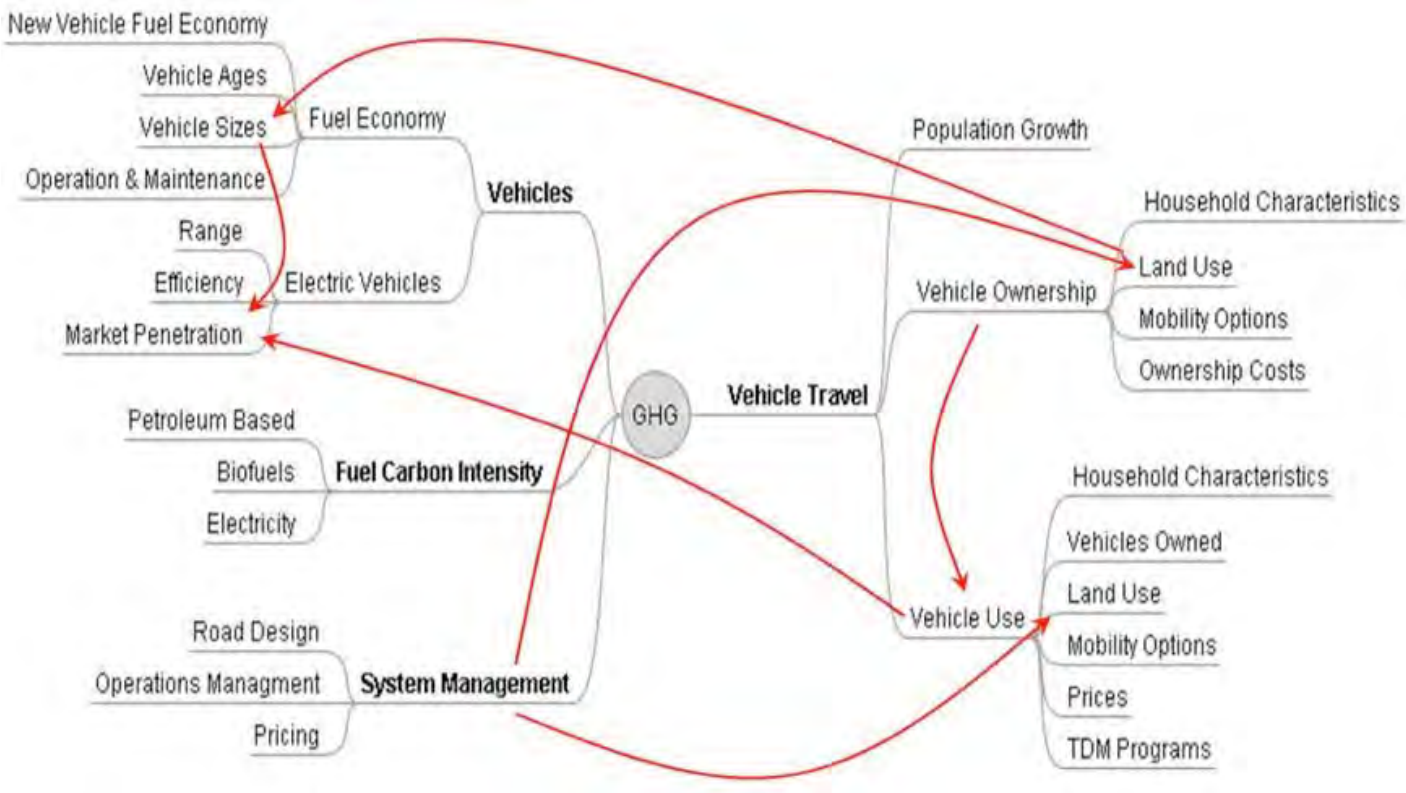 New Vehicle Fuel Economy
Vehicle Ages
Vehicle Sizes
Operation & Maintenance
Fuel Economy
Range
Efficiency
Market Penetration
Electric Vehicles
Vehicles
Petroleum Based
Biofuels
Electricity
Fuel Carbon Intensity
Road Design
Operations Managment
Pricing
System Management
GHG
Vehicle Travel
Population Growth
Vehicle Ownership
Household Characteristics
Land Use
Mobility Options
Ownership Costs
Vehicle Use
Household Characteristics
Vehicles Owned
Land Use
Mobility Options
Prices
TDM Programs